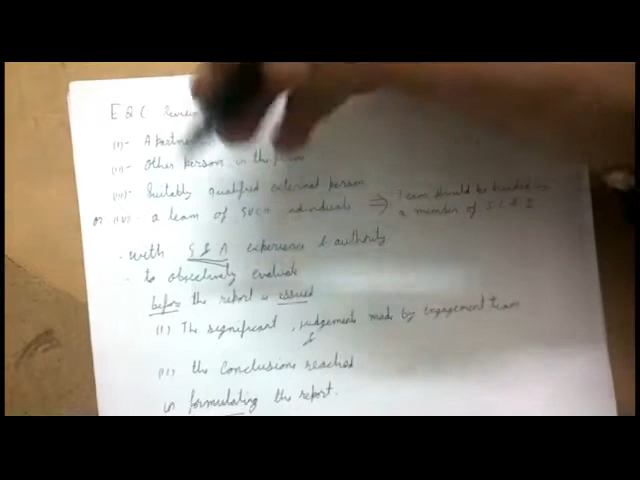 EQC
(i)- A partner
(ii)- Other person in the firm
(iii)- Suitably qualified external person
or (iv)- a team of such individuals ⇒ Team should be headed by a member of I C A I
- with S & A experience & authority
- to objectively evaluate
before the report is issued
(i) The significant judgements made by engagement team
&
(ii) the conclusions reached
in formulating the report.